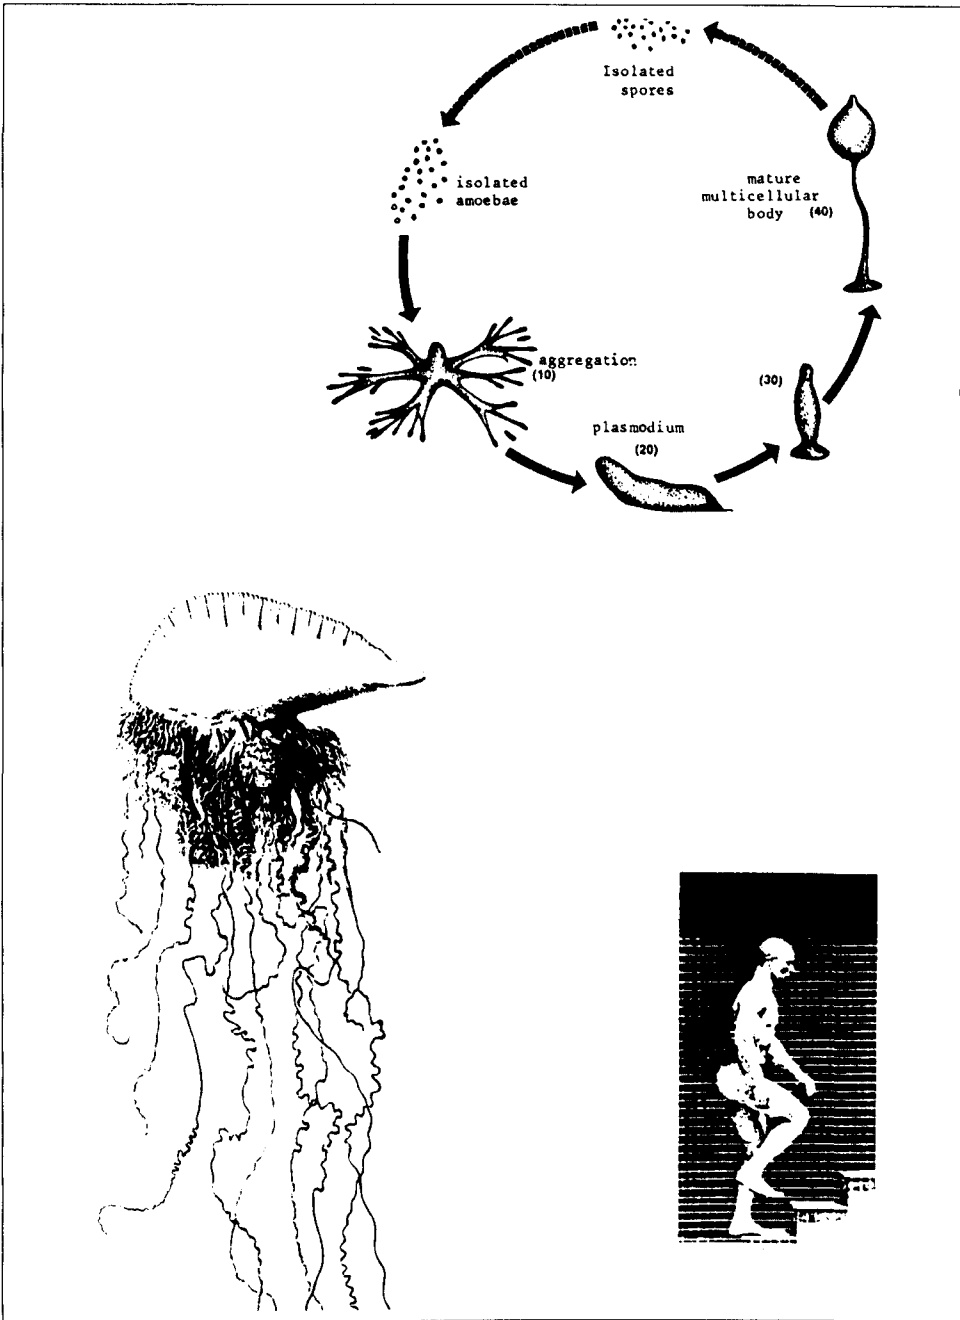 Isolated
spores
isolated
amoebae
mature
multicellular
body (40)
aggregation
(10)
(30)
plasmodium
(20)